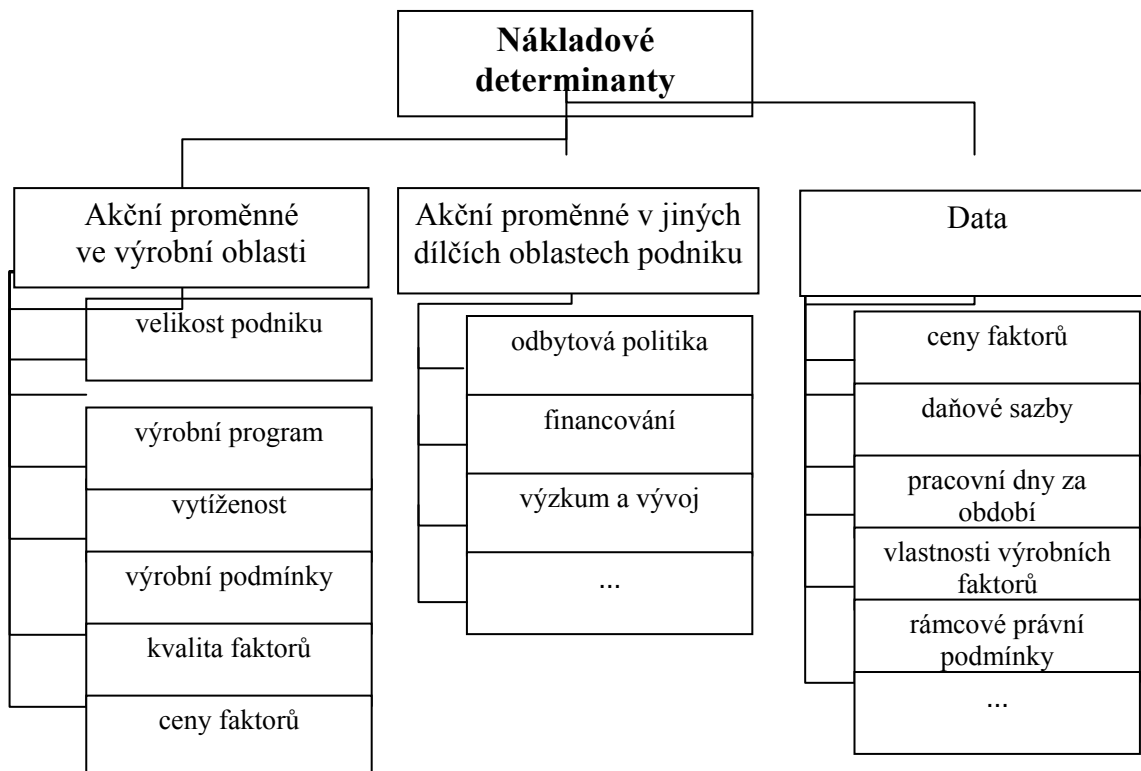 Nákladové
determinanty
Akční proměnné
ve výrobní oblasti
velikost podniku
výrobní program
vytíženost
výrobní podmínky
kvalita faktorů
ceny faktorů
Akční proměnné v jiných
dílčích oblastech podniku
odbytová politika
financování
výzkum a vývoj
...
Data
ceny faktorů
daňové sazby
pracovní dny za
období
vlastnosti výrobních
faktorů
rámcové právní
podmínky
...